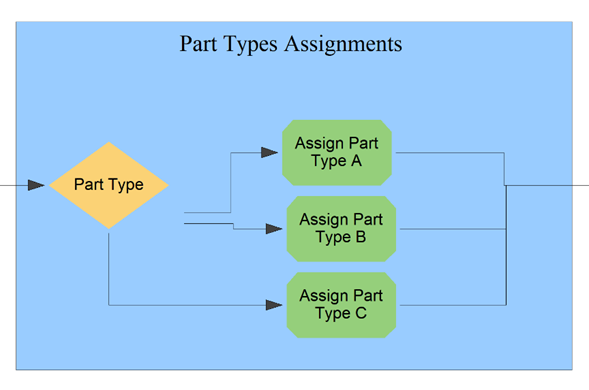 Part Types Assignments
Part Type
Assign Part
Type A
Assign Part
Type B
Assign Part
Type C